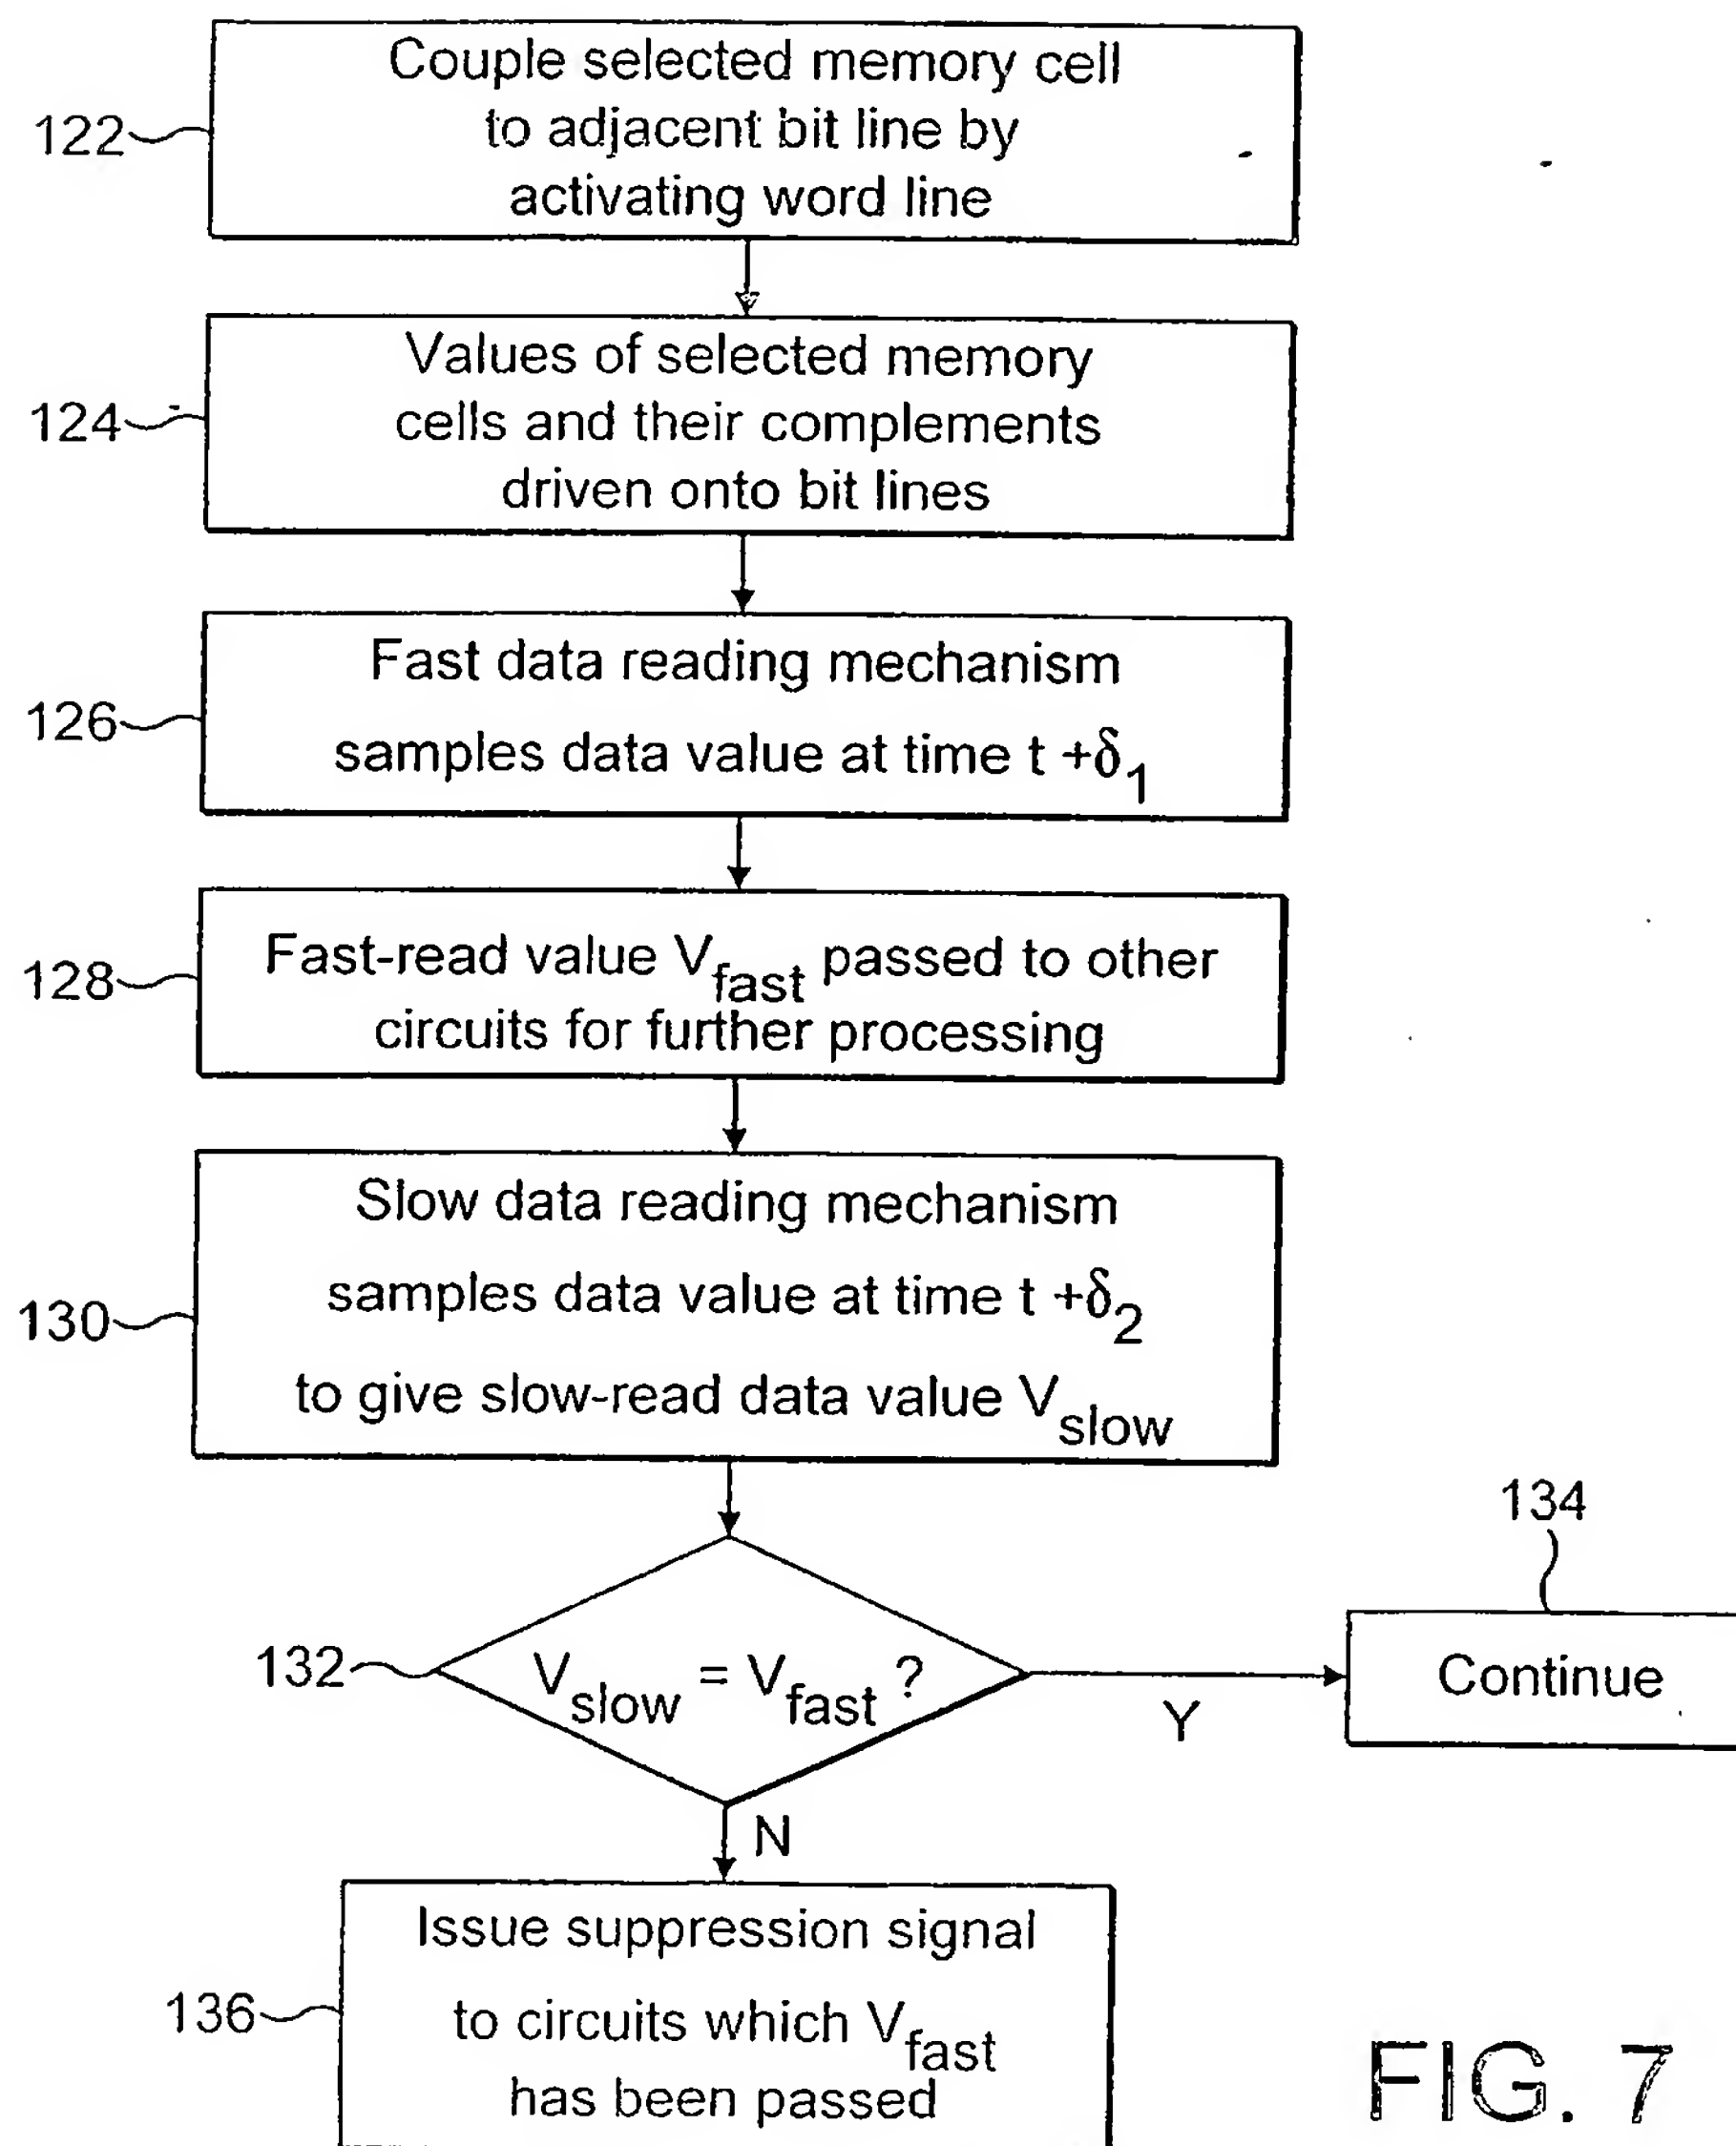 122
Couple selected memory cell
to adjacent bit line by
activating word line
124
Values of selected memory
cells and their complements
driven onto bit lines
126
Fast data reading mechanism
samples data value at time t +δ1
128
Fast-read value Vfast passed to other
circuits for further processing
130
Slow data reading mechanism
samples data value at time t +δ2
to give slow-read data value Vslow
132
Vslow = Vfast ?
Y
134
Continue
N
136
Issue suppression signal
to circuits which Vfast
has been passed
FIG. 7